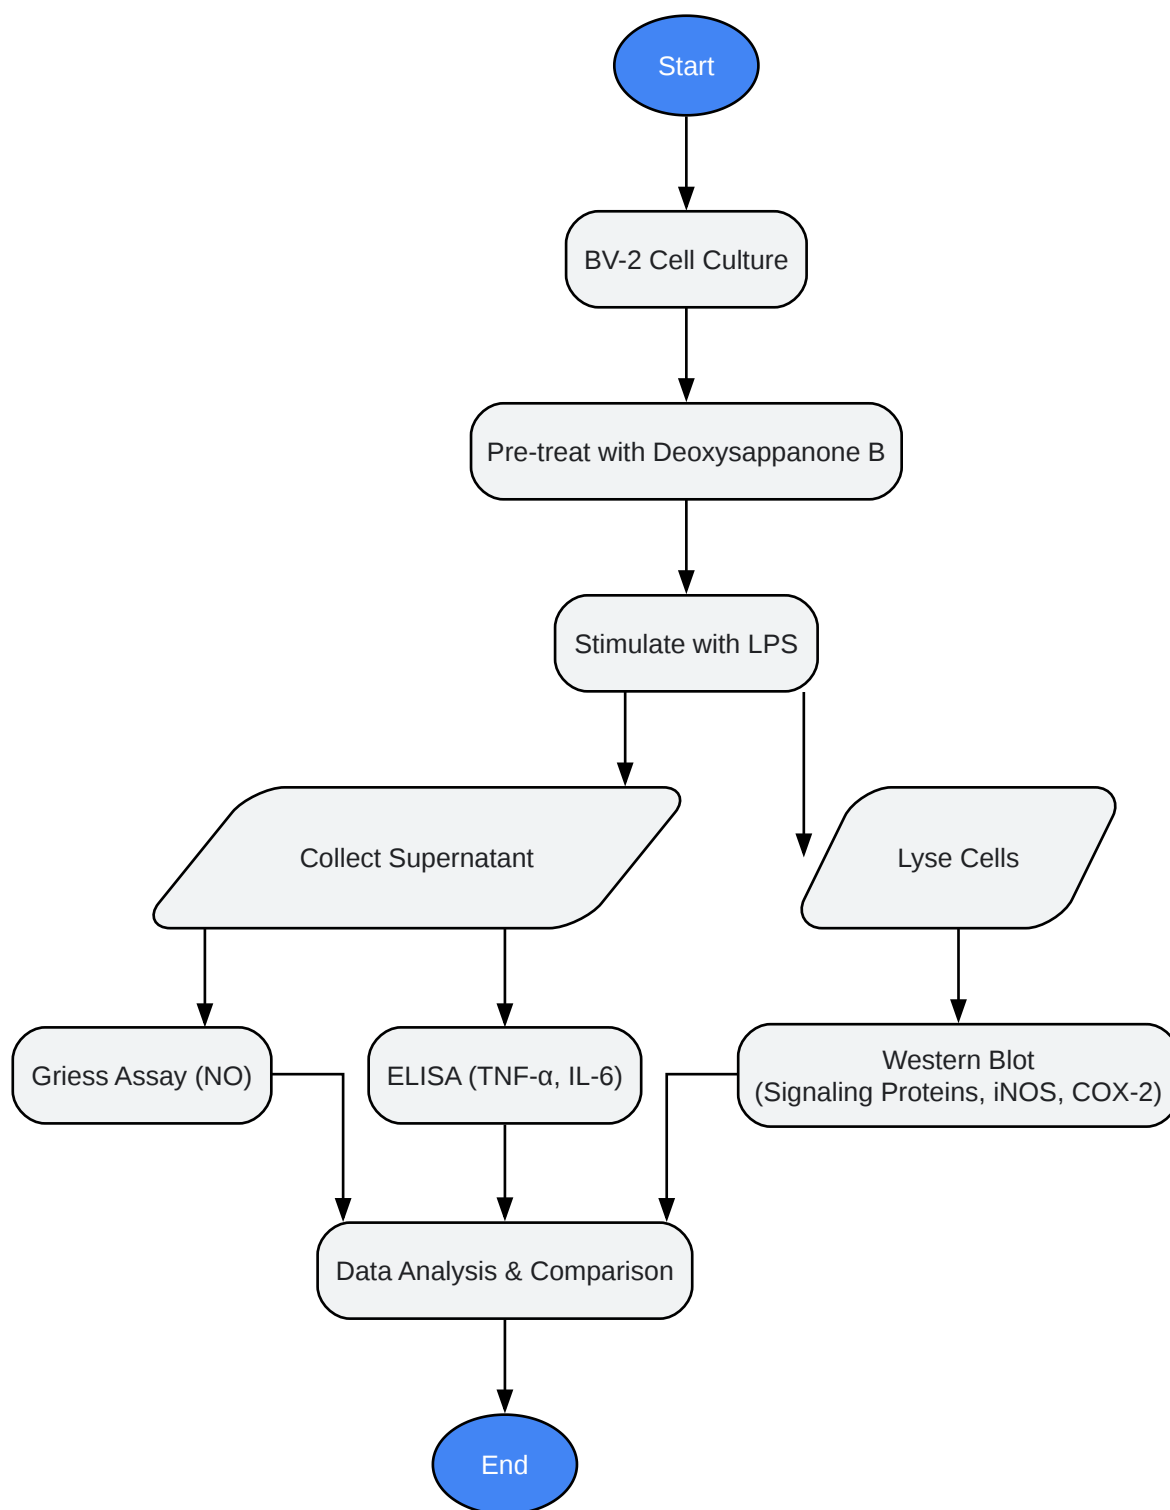 Start
BV-2 Cell Culture
Pre-treat with Deoxysappanone B
Stimulate with LPS
Collect Supernatant
Lyse Cells
Griess Assay (NO)
ELISA (TNF-α, IL-6)
Western Blot
(Signaling Proteins, iNOS, COX-2)
Data Analysis & Comparison
End